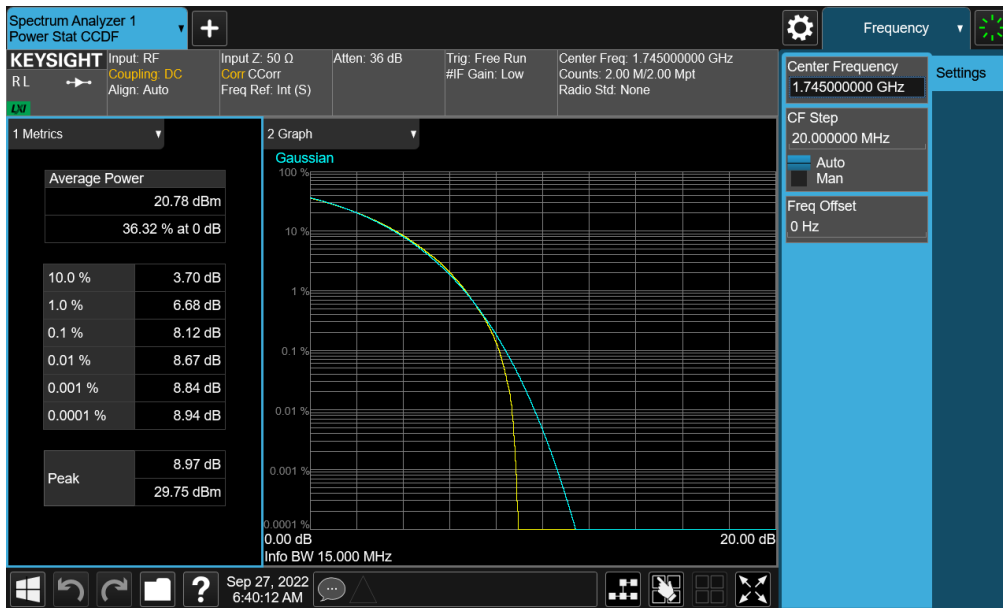 Spectrum Analyzer 1
Power Stat CCDF
+
Frequency
KEYSIGHT
RL
LXI
Input: RF
Coupling: DC
Align: Auto
Input Z: 50 Ω
Corr CCorr
Freq Ref: Int (S)
Atten: 36 dB
Trig: Free Run
#IF Gain: Low
Center Freq: 1.745000000 GHz
Counts: 2.00 M/2.00 Mpt
Radio Std: None
Center Frequency
1.745000000 GHz
Settings
CF Step
20.000000 MHz
Auto
Man
Freq Offset
0 Hz
1 Metrics
Average Power
20.78 dBm
36.32 % at 0 dB
10.0 % 3.70 dB
1.0 % 6.68 dB
0.1 % 8.12 dB
0.01 % 8.67 dB
0.001 % 8.84 dB
0.0001 % 8.94 dB
Peak
8.97 dB
29.75 dBm
2 Graph
Gaussian
100 %
10 %
1 %
0.1 %
0.01 %
0.001 %
0.0001 %
0.00 dB 20.00 dB
Info BW 15.000 MHz
?
Sep 27, 2022
6:40:12 AM